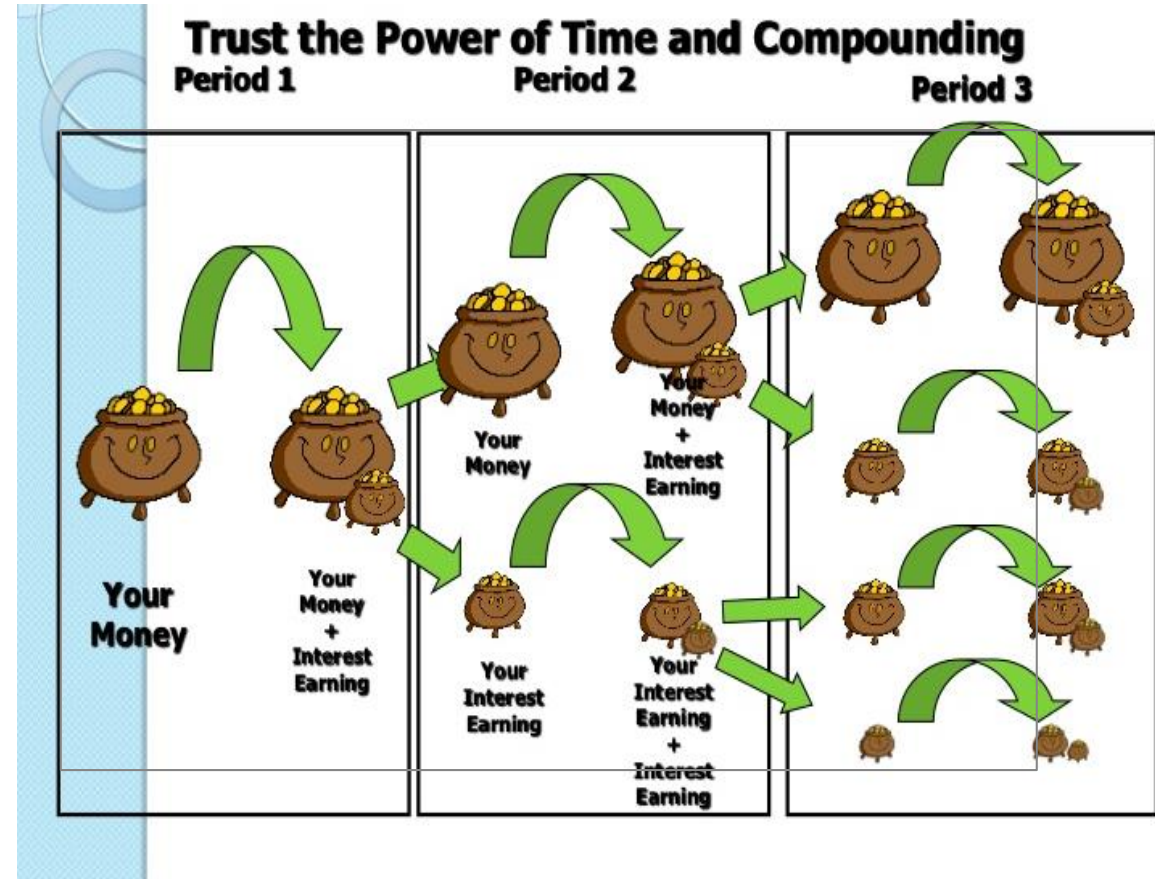 Trust the Power of Time and Compounding
Period 1
Period 2
Period 3
Your
Money
Your
Money
+
Interest
Earning
Your
Money
Your
Money
+
Interest
Earning
Your
Interest
Earning
Your
Interest
Earning
+
Interest
Earning